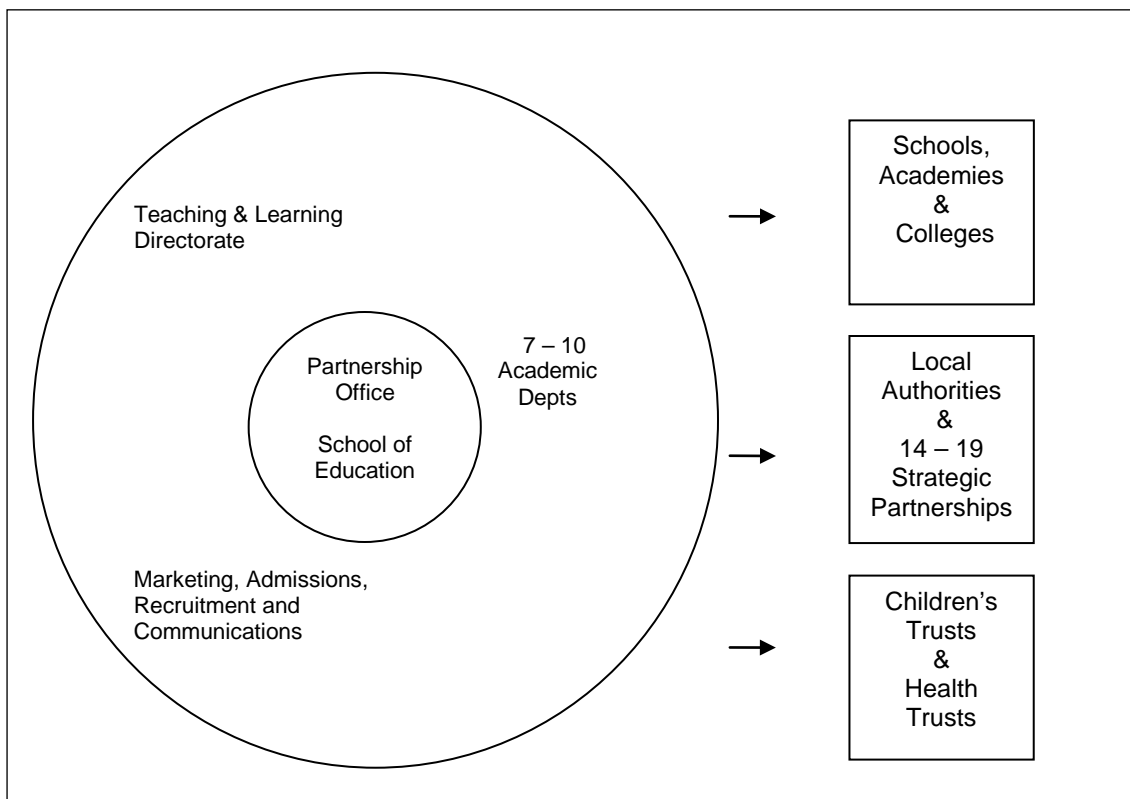 Teaching & Learning
Directorate
Partnership
Office
School of
Education
7 – 10
Academic
Depts
Marketing, Admissions,
Recruitment and
Communications
Schools,
Academies
&
Colleges
Local
Authorities
&
14 – 19
Strategic
Partnerships
Children's
Trusts
&
Health
Trusts